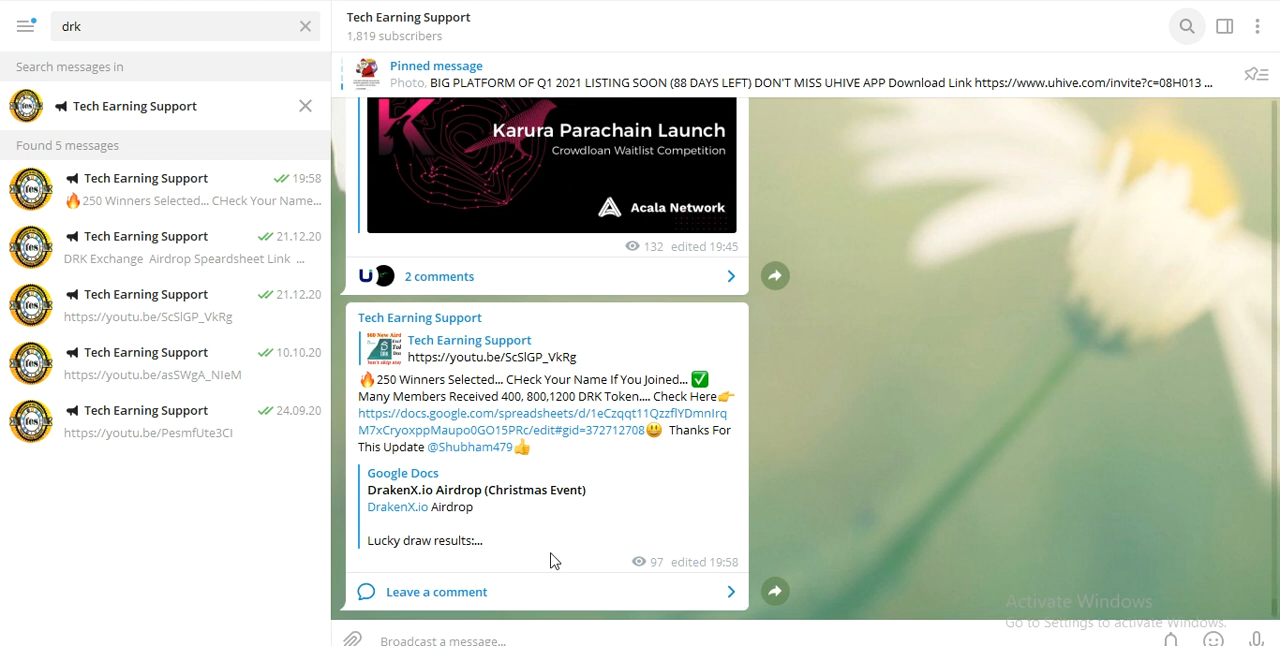 drk
Search messages in
Tech Earning Support
Found 5 messages
Tech Earning Support 19:58
🔥250 Winners Selected... CHeck Your Name...
Tech Earning Support 21.12.20
DRK Exchange Airdrop Speardsheet Link ...
Tech Earning Support 21.12.20
https://youtu.be/ScSlGP_VkRg
Tech Earning Support 10.10.20
https://youtu.be/asSWgA_NIeM
Tech Earning Support 24.09.20
https://youtu.be/PesmfUte3CI
Tech Earning Support
1,819 subscribers
Pinned message
Photo, BIG PLATFORM OF Q1 2021 LISTING SOON (88 DAYS LEFT) DON'T MISS UHIVE APP Download Link https://www.uhive.com/invite?c=08H013 ...
Karura Parachain Launch
Crowdloan Waitlist Competition
Acala Network
132 edited 19:45
2 comments
Tech Earning Support
Tech Earning Support
https://youtu.be/ScSlGP_VkRg
🔥250 Winners Selected... CHeck Your Name If You Joined... ✅
Many Members Received 400, 800,1200 DRK Token.... Check Here👉
https://docs.google.com/spreadsheets/d/1eCzqqt11QzzflYDmnIrq
M7xCryoxppMaupo0GO15PRc/edit#gid=372712708😃 Thanks For
This Update @Shubham479👍
Google Docs
DrakenX.io Airdrop (Christmas Event)
DrakenX.io Airdrop
Lucky draw results:...
97 edited 19:58
Leave a comment
Activate Windows
Go to Settings to activate Windows.
Broadcast a message...